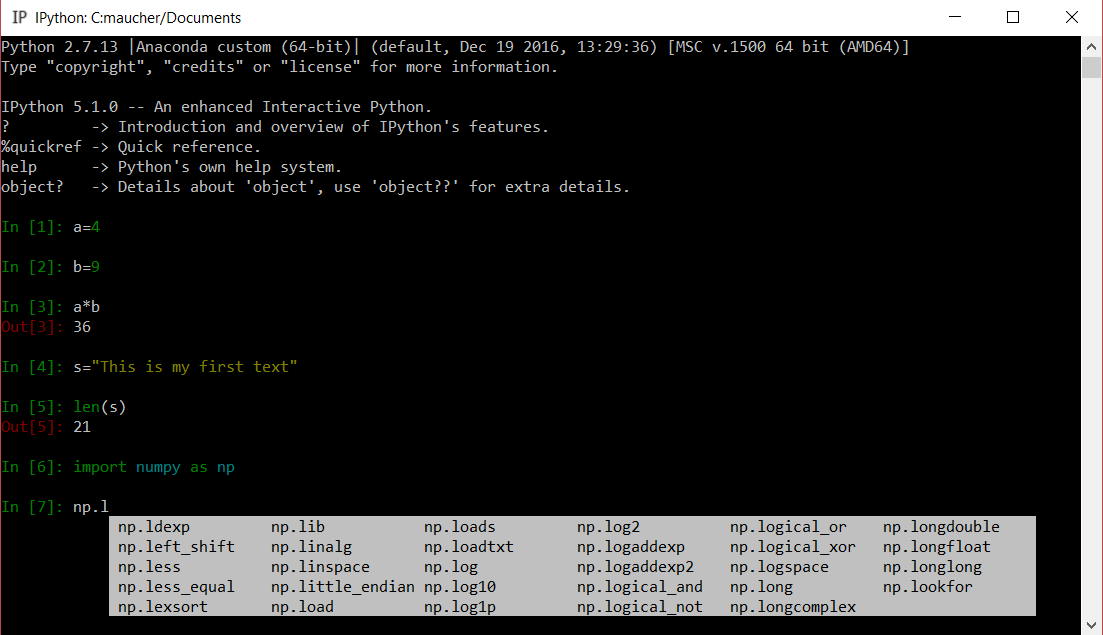 IP IPython: C:maucher/Documents
Python 2.7.13 |Anaconda custom (64-bit)| (default, Dec 19 2016, 13:29:36) [MSC v.1500 64 bit (AMD64)]
Type "copyright", "credits" or "license" for more information.
IPython 5.1.0 -- An enhanced Interactive Python.
?         -> Introduction and overview of IPython's features.
%quickref -> Quick reference.
help      -> Python's own help system.
object?   -> Details about 'object', use 'object??' for extra details.
In [1]: a=4
In [2]: b=9
In [3]: a*b
Out[3]: 36
In [4]: s="This is my first text"
In [5]: len(s)
Out[5]: 21
In [6]: import numpy as np
In [7]: np.l
np.ldexp np.lib np.loads np.log2 np.logical_or np.longdouble
np.left_shift np.linalg np.loadtxt np.logaddexp np.logical_xor np.longfloat
np.less np.linspace np.log np.logaddexp2 np.logspace np.longlong
np.less_equal np.little_endian np.log10 np.logical_and np.long np.lookfor
np.lexsort np.load np.log1p np.logical_not np.longcomplex